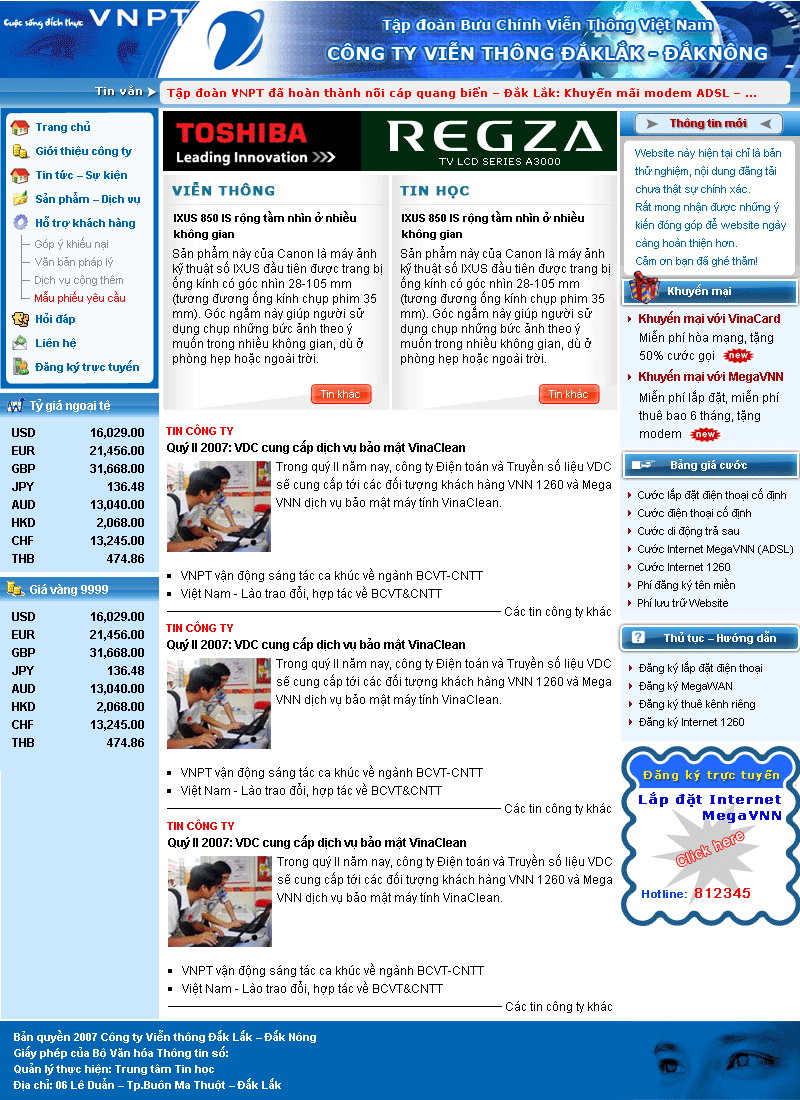 Cuộc sống đích thực VNPT
Tập đoàn Bưu Chính Viễn Thông Việt Nam
CÔNG TY VIỄN THÔNG ĐĂKLĂK - ĐĂKNÔNG
Tin vắn
Tập đoàn VNPT đã hoàn thành nối cáp quang biển – Đắk Lắk: Khuyến mãi modem ADSL – ...
Trang chủ
Giới thiệu công ty
Tin tức – Sự kiện
Sản phẩm – Dịch vụ
Hỗ trợ khách hàng
Góp ý khiếu nại
Văn bản pháp lý
Dịch vụ cộng thêm
Mẫu phiếu yêu cầu
Hỏi đáp
Liên hệ
Đăng ký trực tuyến
Tỷ giá ngoại tệ
USD 16,029.00
EUR 21,456.00
GBP 31,668.00
JPY 136.48
AUD 13,040.00
HKD 2,068.00
CHF 13,245.00
THB 474.86
Giá vàng 9999
USD 16,029.00
EUR 21,456.00
GBP 31,668.00
JPY 136.48
AUD 13,040.00
HKD 2,068.00
CHF 13,245.00
THB 474.86
TOSHIBA
Leading Innovation >>>
REGZA
TV LCD SERIES A3000
VIỄN THÔNG
IXUS 850 IS rộng tầm nhìn ở nhiều
không gian
Sản phẩm này của Canon là máy ảnh
kỹ thuật số IXUS đầu tiên được trang bị
ống kính có góc nhìn 28-105 mm
(tương đương ống kính chụp phim 35
mm). Góc ngắm này giúp người sử
dụng chụp những bức ảnh theo ý
muốn trong nhiều không gian, dù ở
phòng hẹp hoặc ngoài trời.
Tin khác
TIN HỌC
IXUS 850 IS rộng tầm nhìn ở nhiều
không gian
Sản phẩm này của Canon là máy ảnh
kỹ thuật số IXUS đầu tiên được trang bị
ống kính có góc nhìn 28-105 mm
(tương đương ống kính chụp phim 35
mm). Góc ngắm này giúp người sử
dụng chụp những bức ảnh theo ý
muốn trong nhiều không gian, dù ở
phòng hẹp hoặc ngoài trời.
Tin khác
TIN CÔNG TY
Quý II 2007: VDC cung cấp dịch vụ bảo mật VinaClean
Trong quý II năm nay, công ty Điện toán và Truyền số liệu VDC
sẽ cung cấp tới các đối tượng khách hàng VNN 1260 và Mega
VNN dịch vụ bảo mật máy tính VinaClean.
VNPT vận động sáng tác ca khúc về ngành BCVT-CNTT
Việt Nam - Lào trao đổi, hợp tác về BCVT&CNTT
Các tin công ty khác
TIN CÔNG TY
Quý II 2007: VDC cung cấp dịch vụ bảo mật VinaClean
Trong quý II năm nay, công ty Điện toán và Truyền số liệu VDC
sẽ cung cấp tới các đối tượng khách hàng VNN 1260 và Mega
VNN dịch vụ bảo mật máy tính VinaClean.
VNPT vận động sáng tác ca khúc về ngành BCVT-CNTT
Việt Nam - Lào trao đổi, hợp tác về BCVT&CNTT
Các tin công ty khác
TIN CÔNG TY
Quý II 2007: VDC cung cấp dịch vụ bảo mật VinaClean
Trong quý II năm nay, công ty Điện toán và Truyền số liệu VDC
sẽ cung cấp tới các đối tượng khách hàng VNN 1260 và Mega
VNN dịch vụ bảo mật máy tính VinaClean.
VNPT vận động sáng tác ca khúc về ngành BCVT-CNTT
Việt Nam - Lào trao đổi, hợp tác về BCVT&CNTT
Các tin công ty khác
Thông tin mới
Website này hiện tại chỉ là bản
thử nghiệm, nội dung đăng tải
chưa thật sự chính xác.
Rất mong nhận được những ý
kiến đóng góp để website ngày
càng hoàn thiện hơn.
Cảm ơn bạn đã ghé thăm!
Khuyến mại
Khuyến mại với VinaCard
Miễn phí hòa mạng, tặng
50% cước gọi new
Khuyến mại với MegaVNN
Miễn phí lắp đặt, miễn phí
thuê bao 6 tháng, tặng
modem new
Bảng giá cước
Cước lắp đặt điện thoại cố định
Cước điện thoại cố định
Cước di động trả sau
Cước Internet MegaVNN (ADSL)
Cước Internet 1260
Phí đăng ký tên miền
Phí lưu trữ Website
Thủ tục – Hướng dẫn
Đăng ký lắp đặt điện thoại
Đăng ký MegaWAN
Đăng ký thuê kênh riêng
Đăng ký Internet 1260
Đăng ký trực tuyến
Lắp đặt Internet
MegaVNN
Click here
Hotline: 812345
Bản quyền 2007 Công ty Viễn thông Đắk Lắk – Đắk Nông
Giấy phép của Bộ Văn hóa Thông tin số:
Quản lý thực hiện: Trung tâm Tin học
Địa chỉ: 06 Lê Duẩn – Tp.Buôn Ma Thuột – Đắk Lắk